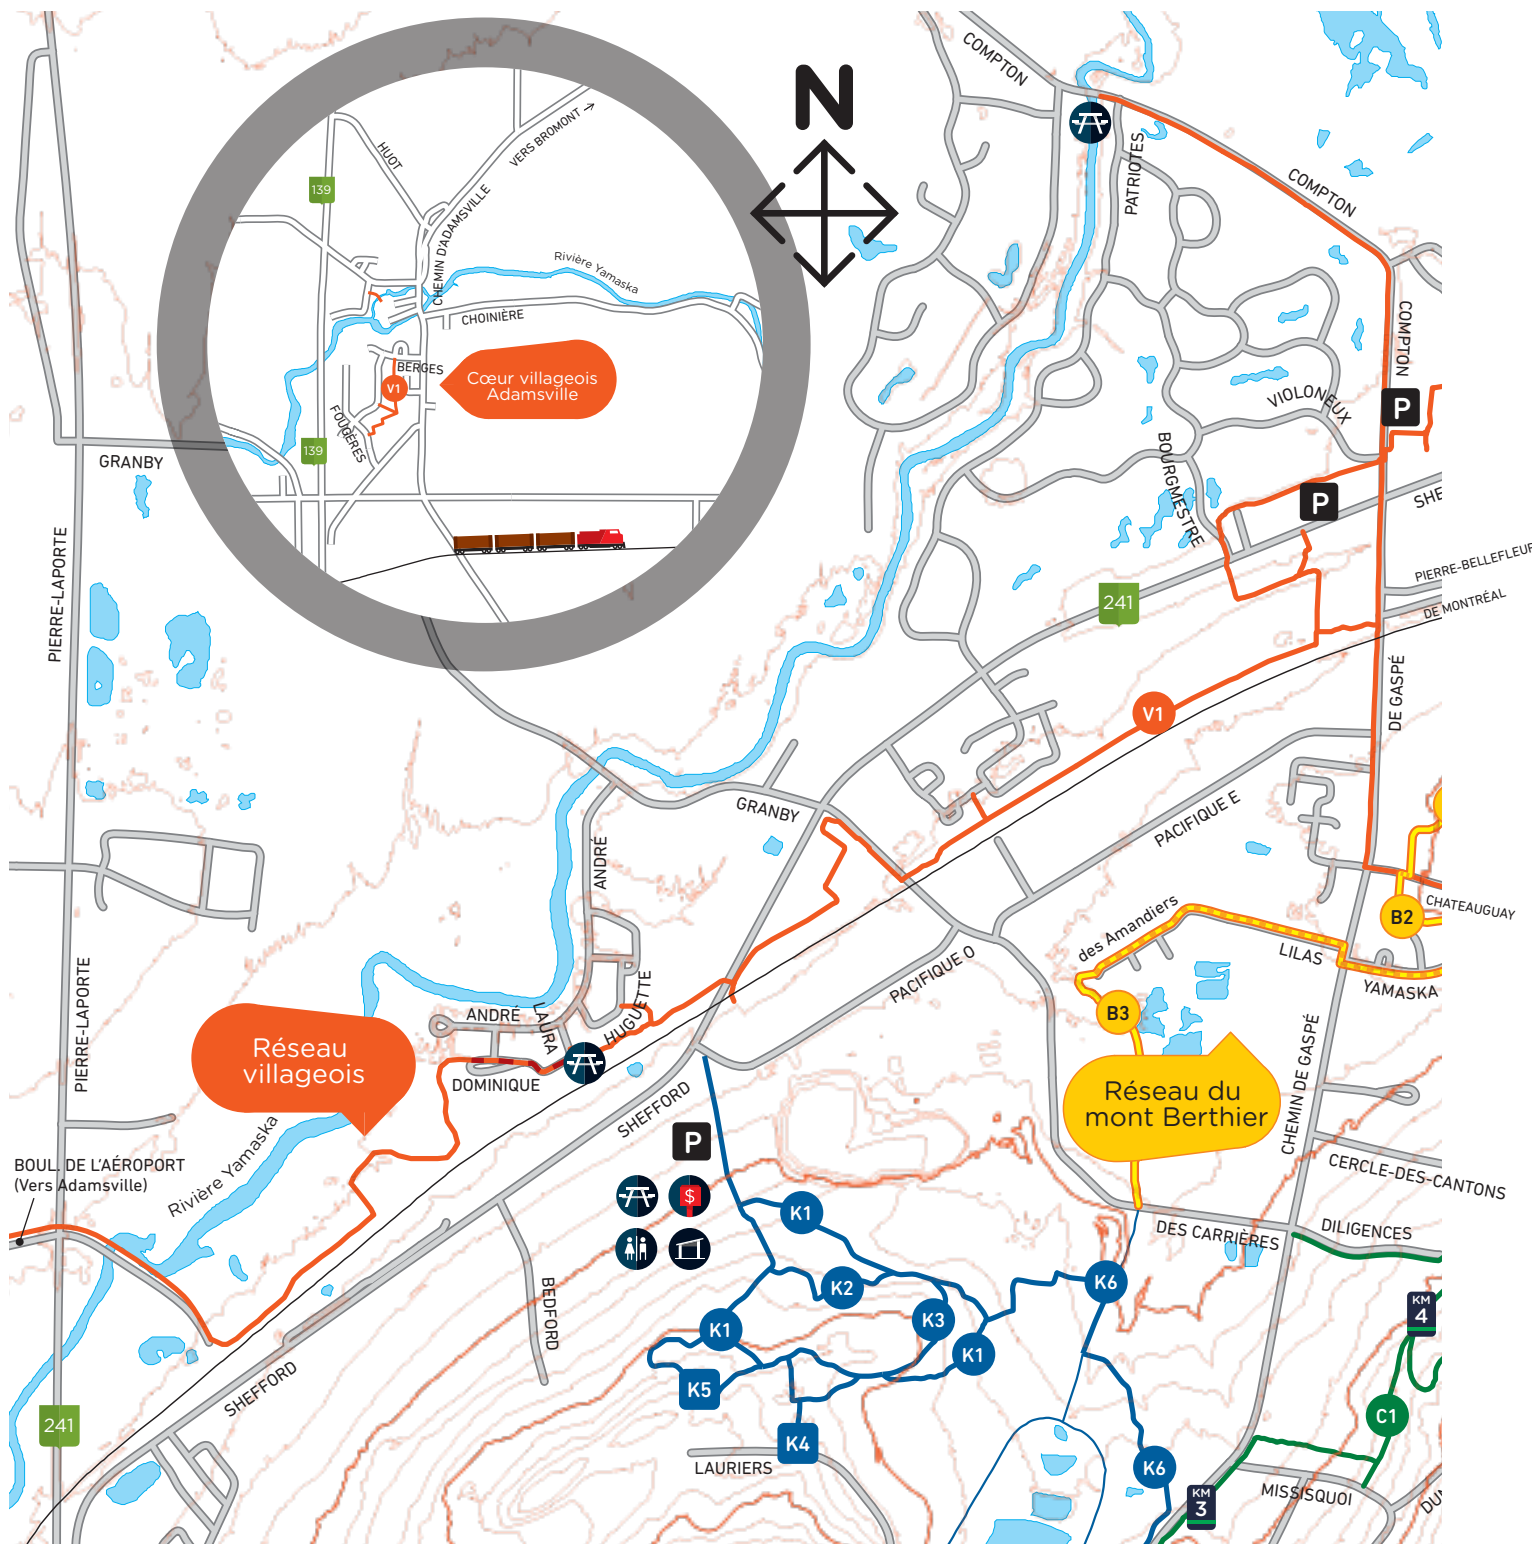 COMPTON
N
PATRIOTES
COMPTON
HUOT
VERS BROMONT
139
CHEMIN D'ADAMSVILLE
Rivière Yamaska
CHOINIÈRE
COMPTON
BERGES
V1
Cœur villageois
Adamsville
FOUGÈRES
139
VIOLONEUX
P
BOURGMESTRE
GRANBY
P
SHE
PIERRE-LAPORTE
PIERRE-BELLEFLEUR
DE MONTRÉAL
241
DE GASPÉ
V1
GRANBY
PACIFIQUE E
ANDRÉ
des Amandiers
B2
CHATEAUGUAY
LILAS
PACIFIQUE O
YAMASKA
PIERRE-LAPORTE
ANDRÉ
LAURA
HUGUETTE
B3
Réseau
villageois
DOMINIQUE
CHEMIN DE GASPÉ
Réseau du
mont Berthier
SHEFFORD
Rivière Yamaska
P
BOUL. DE L'AÉROPORT
(Vers Adamsville)
CERCLE-DES-CANTONS
$
K1
DES CARRIÈRES
DILIGENCES
K2
K6
BEDFORD
K3
KM
4
K1
K1
K5
SHEFFORD
241
C1
K4
LAURIERS
K6
MISSISQUOI
KM
3
DU